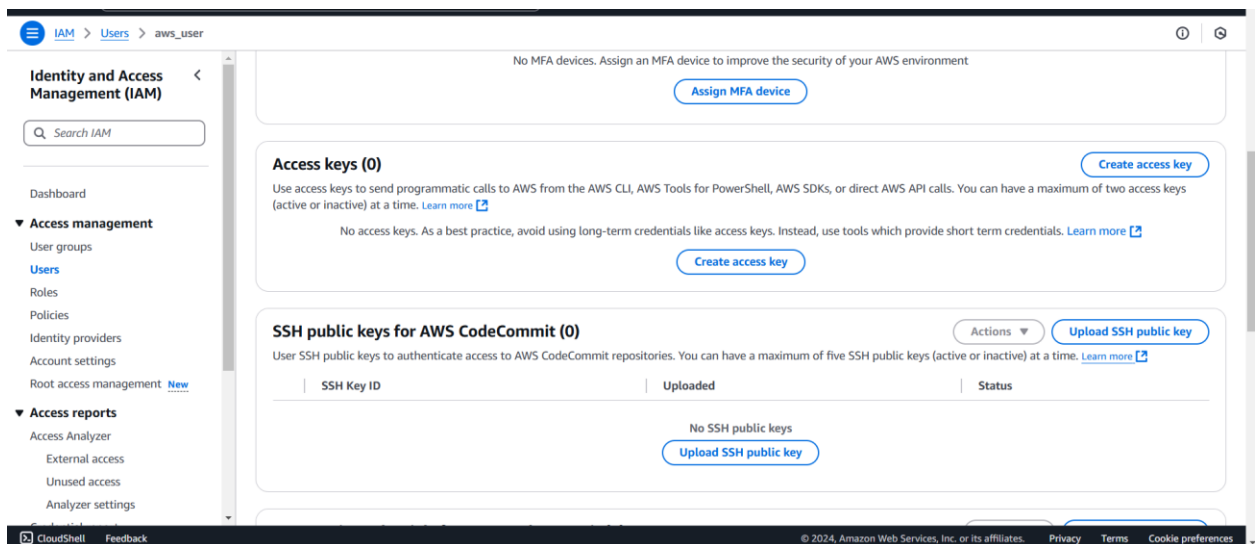 IAM > Users > aws_user
Identity and Access
Management (IAM)
Search IAM
Dashboard
Access management
User groups
Users
Roles
Policies
Identity providers
Account settings
Root access management New
Access reports
Access Analyzer
External access
Unused access
Analyzer settings
No MFA devices. Assign an MFA device to improve the security of your AWS environment
Assign MFA device
Access keys (0)
Create access key
Use access keys to send programmatic calls to AWS from the AWS CLI, AWS Tools for PowerShell, AWS SDKs, or direct AWS API calls. You can have a maximum of two access keys
(active or inactive) at a time. Learn more
No access keys. As a best practice, avoid using long-term credentials like access keys. Instead, use tools which provide short term credentials. Learn more
Create access key
SSH public keys for AWS CodeCommit (0)
Actions
Upload SSH public key
User SSH public keys to authenticate access to AWS CodeCommit repositories. You can have a maximum of five SSH public keys (active or inactive) at a time. Learn more
SSH Key ID Uploaded Status
No SSH public keys
Upload SSH public key
CloudShell Feedback © 2024, Amazon Web Services, Inc. or its affiliates. Privacy Terms Cookie preferences